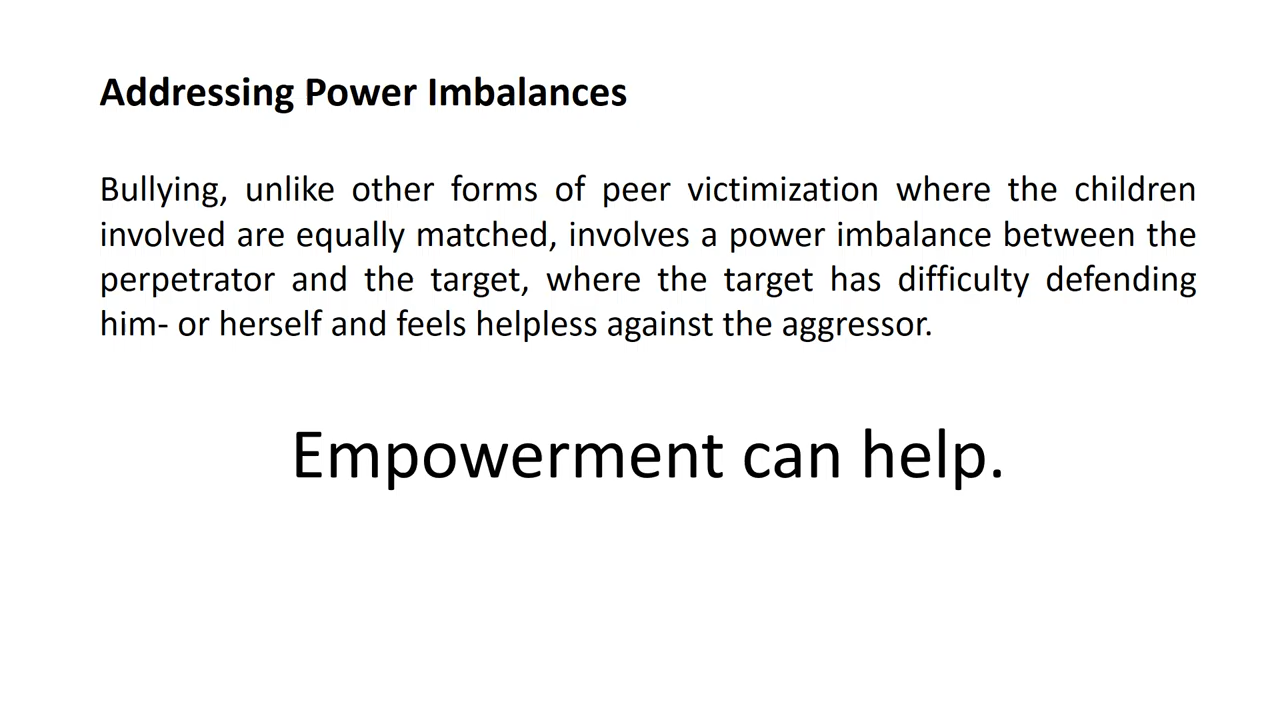 Addressing Power Imbalances
Bullying, unlike other forms of peer victimization where the children
involved are equally matched, involves a power imbalance between the
perpetrator and the target, where the target has difficulty defending
him- or herself and feels helpless against the aggressor.
Empowerment can help.